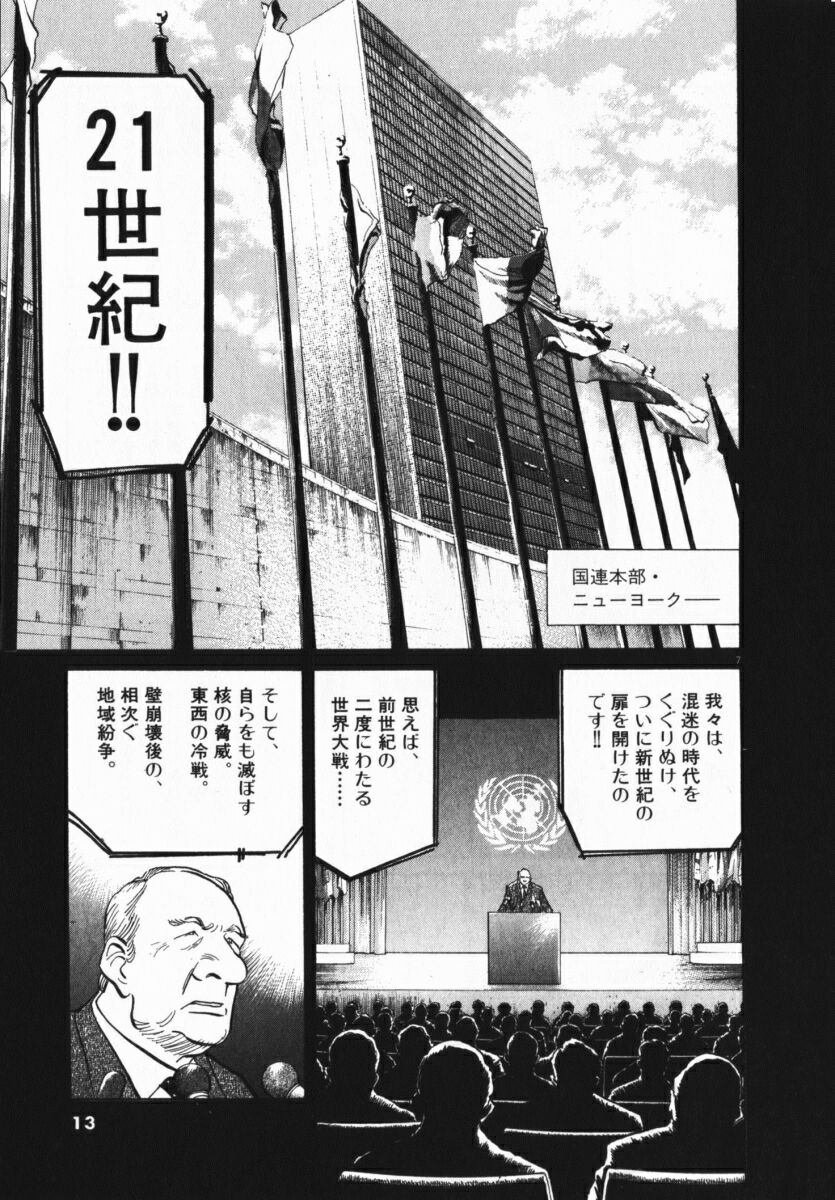 21世紀!!
国連本部・
ニューヨーク——
我々は、
混迷の時代を
くぐりぬけ、
ついに新世紀の
扉を開けたの
です!!
思えば、
前世紀の
二度にわたる
世界大戦……
そして、
自らをも滅ぼす
核の脅威。
東西の冷戦。
壁崩壊後の、
相次ぐ
地域紛争。
7
13